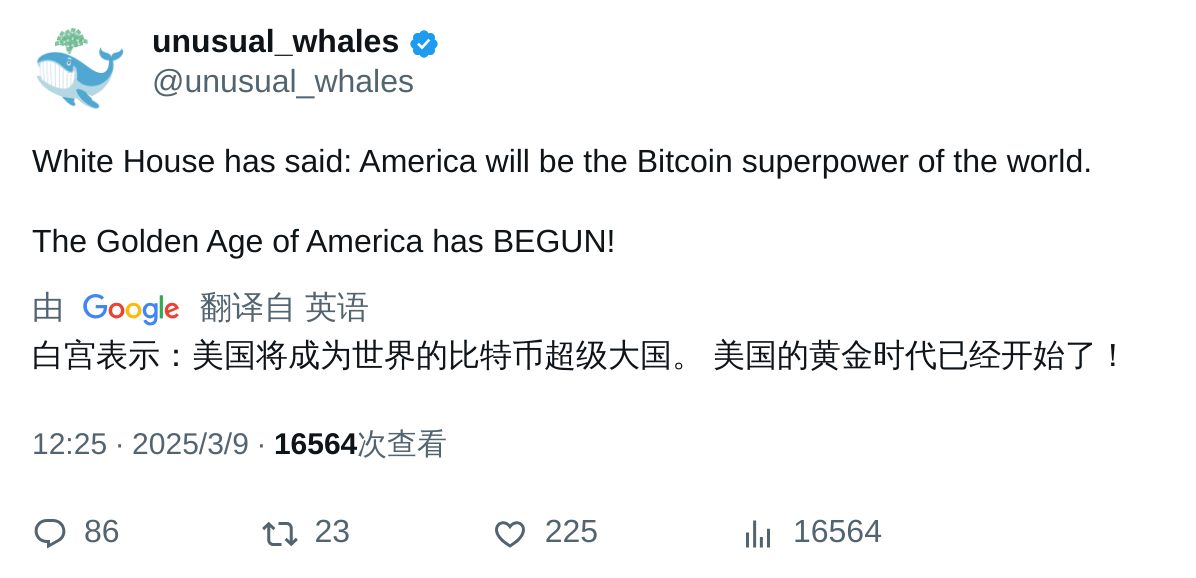 unusual_whales
@unusual_whales
White House has said: America will be the Bitcoin superpower of the world.
The Golden Age of America has BEGUN!
由 Google 翻译自 英语
白宫表示：美国将成为世界的比特币超级大国。 美国的黄金时代已经开始了！
12:25 · 2025/3/9 · 16564次查看
86 23 225 16564